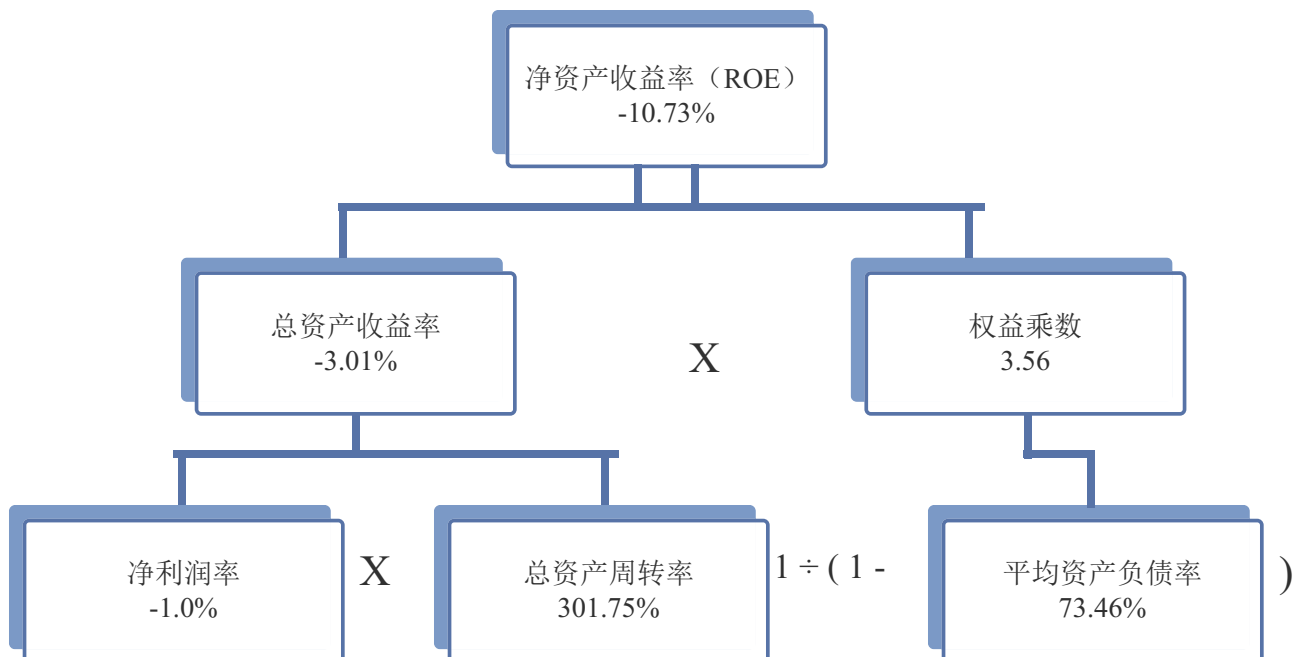 净资产收益率（ROE）
-10.73%
总资产收益率
-3.01%
X
权益乘数
3.56
净利润率
-1.0%
X
总资产周转率
301.75%
1 ÷ ( 1 -
平均资产负债率
73.46%
)